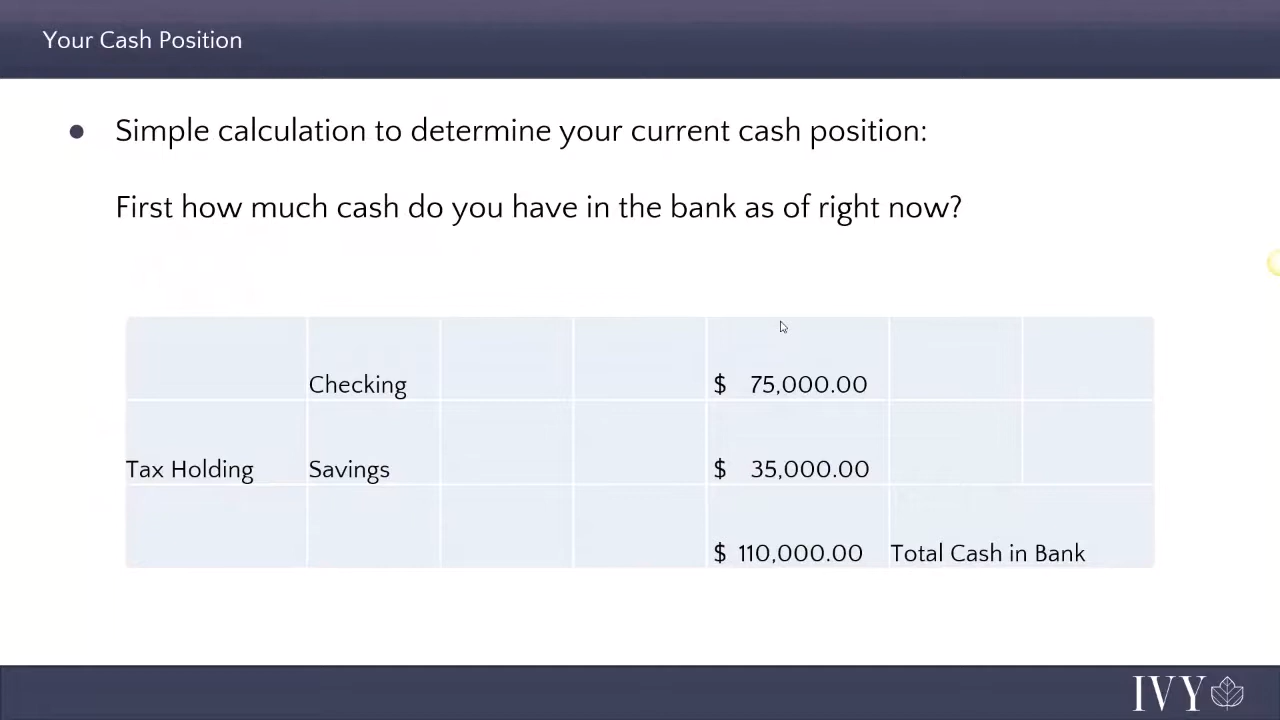 Your Cash Position
● Simple calculation to determine your current cash position:
First how much cash do you have in the bank as of right now?
Checking $ 75,000.00
Tax Holding Savings $ 35,000.00
$ 110,000.00 Total Cash in Bank
IVY